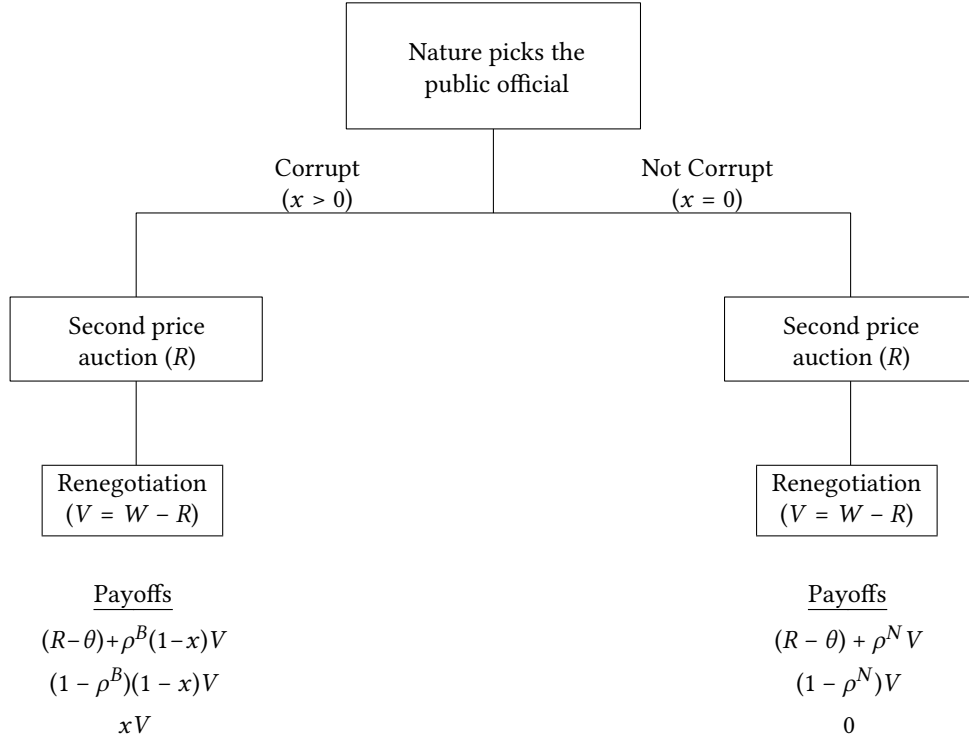 Nature picks the
public official
Corrupt
(x > 0)
Not Corrupt
(x = 0)
Second price
auction (R)
Second price
auction (R)
Renegotiation
(V = W − R)
Renegotiation
(V = W − R)
Payoffs
(R−θ)+ρ^B(1−x)V
(1 − ρ^B)(1 − x)V
xV
Payoffs
(R − θ) + ρ^N V
(1 − ρ^N)V
0